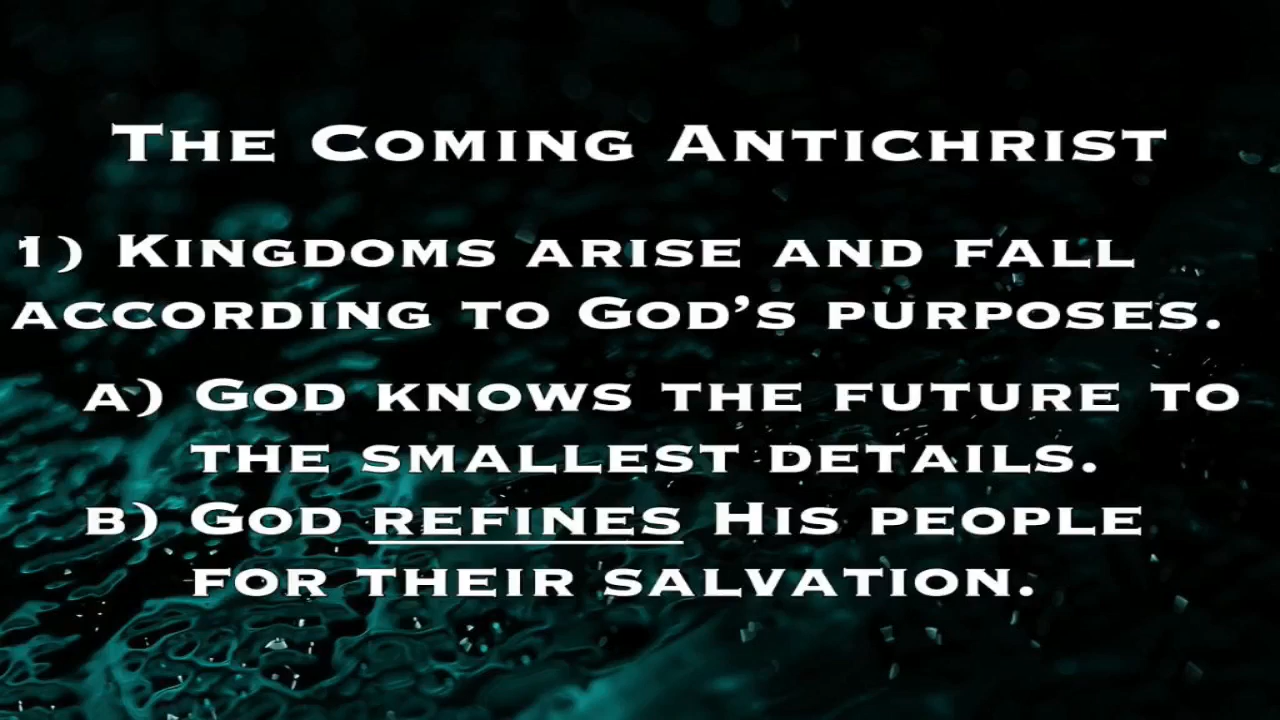 The Coming Antichrist
1) Kingdoms arise and fall
according to God’s purposes.
a) God knows the future to
the smallest details.
b) God refines His people
for their salvation.